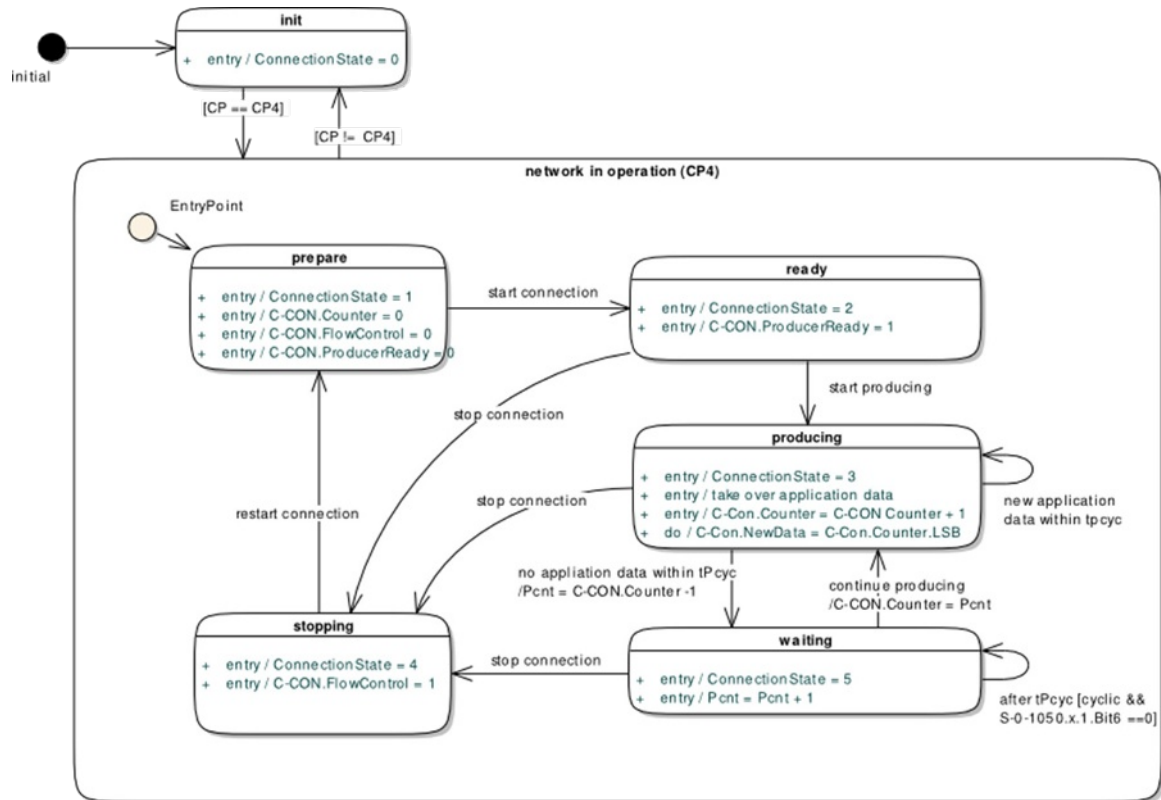 init
+ entry / ConnectionState = 0
initial
[CP == CP4]
[CP != CP4]
network in operation (CP4)
EntryPoint
prepare
+ entry / ConnectionState = 1
+ entry / C-CON.Counter = 0
+ entry / C-CON.FlowControl = 0
+ entry / C-CON.ProducerReady = 0
start connection
ready
+ entry / ConnectionState = 2
+ entry / C-CON.ProducerReady = 1
start producing
stop connection
producing
+ entry / ConnectionState = 3
+ entry / take over application data
+ entry / C-Con.Counter = C-CON Counter + 1
+ do / C-Con.NewData = C-Con.Counter.LSB
new application
data within tpcyc
stop connection
restart connection
no appliation data within tPcyc
/Pcnt = C-CON.Counter -1
continue producing
/C-CON.Counter = Pcnt
stopping
+ entry / ConnectionState = 4
+ entry / C-CON.FlowControl = 1
stop connection
waiting
+ entry / ConnectionState = 5
+ entry / Pcnt = Pcnt + 1
after tPcyc [cyclic &&
S-0-1050.x.1.Bit6 ==0]